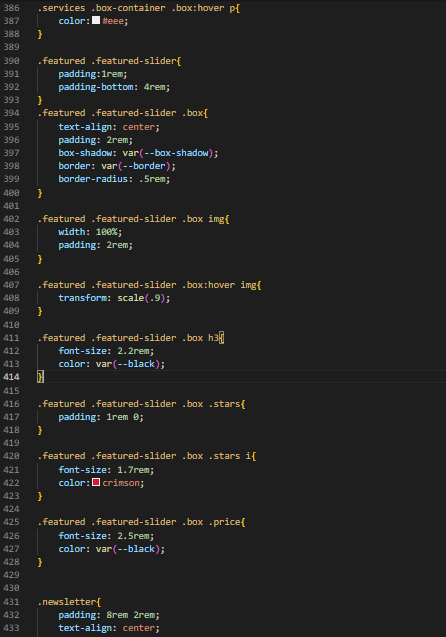 386 .services .box-container .box:hover p{
387 color: #eee;
388 }
389
390 .featured .featured-slider{
391 padding:1rem;
392 padding-bottom: 4rem;
393 }
394 .featured .featured-slider .box{
395 text-align: center;
396 padding: 2rem;
397 box-shadow: var(--box-shadow);
398 border: var(--border);
399 border-radius: .5rem;
400 }
401
402 .featured .featured-slider .box img{
403 width: 100%;
404 padding: 2rem;
405 }
406
407 .featured .featured-slider .box:hover img{
408 transform: scale(.9);
409 }
410
411 .featured .featured-slider .box h3{
412 font-size: 2.2rem;
413 color: var(--black);
414 }
415
416 .featured .featured-slider .box .stars{
417 padding: 1rem 0;
418 }
419
420 .featured .featured-slider .box .stars i{
421 font-size: 1.7rem;
422 color: crimson;
423 }
424
425 .featured .featured-slider .box .price{
426 font-size: 2.5rem;
427 color: var(--black);
428 }
429
430
431 .newsletter{
432 padding: 8rem 2rem;
433 text-align: center;